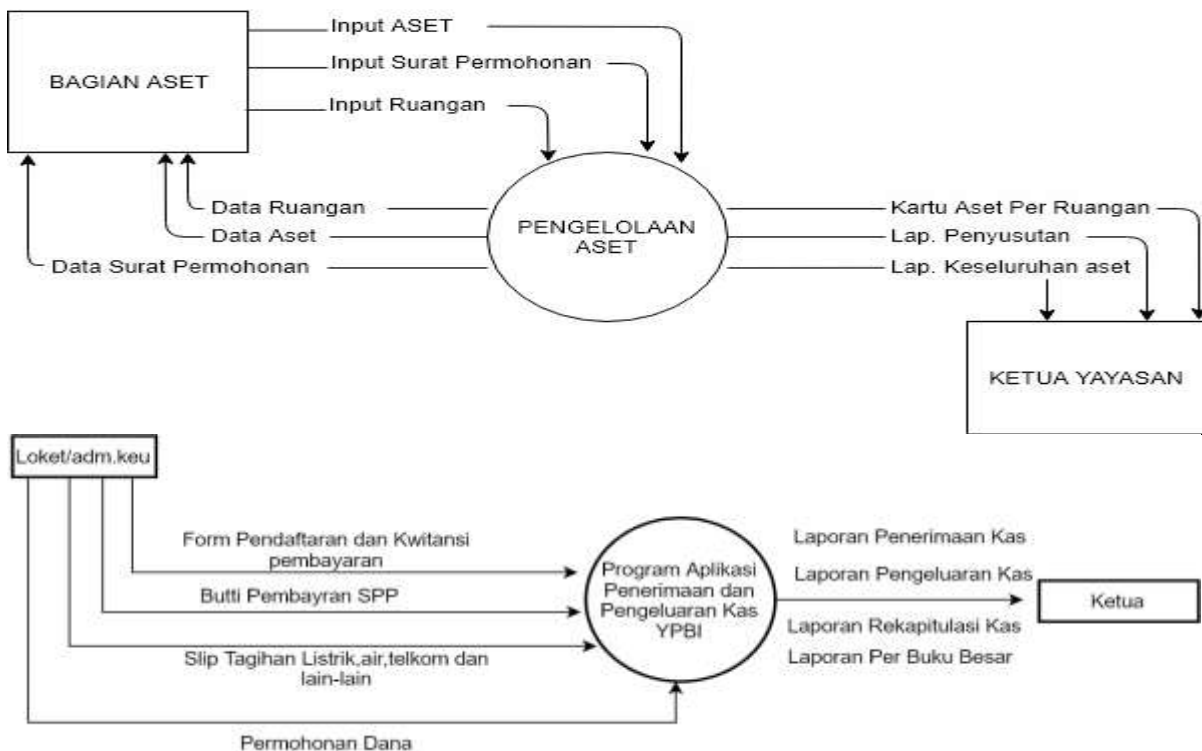 Input ASET
Input Surat Permohonan
BAGIAN ASET
Input Ruangan
Data Ruangan
Data Aset
Data Surat Permohonan
PENGELOLAAN
ASET
Kartu Aset Per Ruangan
Lap. Penyusutan
Lap. Keseluruhan aset
KETUA YAYASAN
Loket/adm.keu
Form Pendaftaran dan Kwitansi
pembayaran
Butti Pembayran SPP
Slip Tagihan Listrik,air,telkom dan
lain-lain
Permohonan Dana
Program Aplikasi
Penerimaan dan
Pengeluaran Kas
YPBI
Laporan Penerimaan Kas
Laporan Pengeluaran Kas
Laporan Rekapitulasi Kas
Laporan Per Buku Besar
Ketua